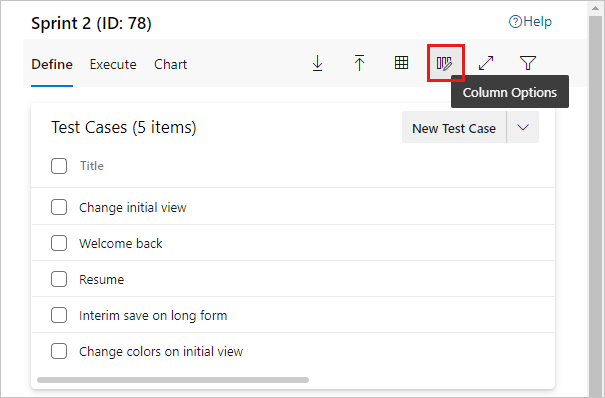 Sprint 2 (ID: 78)
Help
Define Execute Chart
Column Options
Test Cases (5 items)
New Test Case
Title
Change initial view
Welcome back
Resume
Interim save on long form
Change colors on initial view